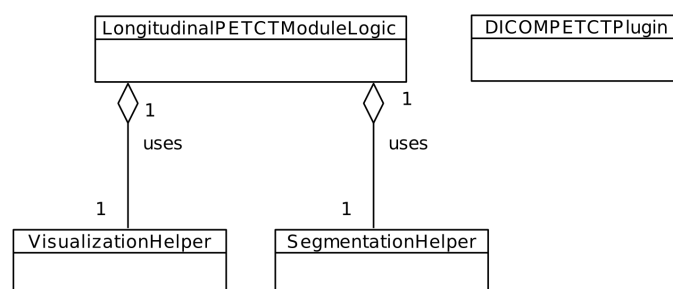 LongitudinalPETCTModuleLogic
DICOMPETCTPlugin
1
1
uses
uses
1
1
VisualizationHelper
SegmentationHelper